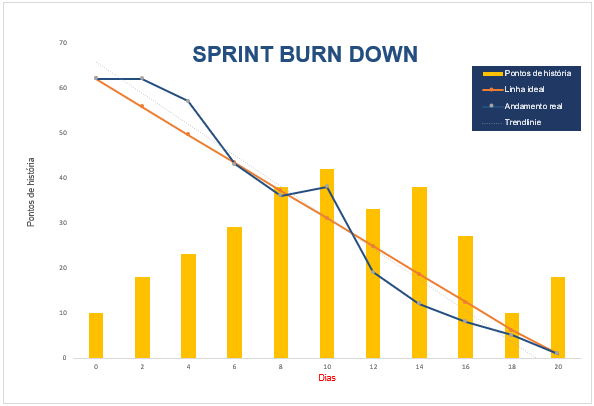 SPRINT BURN DOWN
Pontos de história
Linha ideal
Andamento real
Trendlinie
Pontos de história
70
60
50
40
30
20
10
0
0 2 4 6 8 10 12 14 16 18 20
Dias